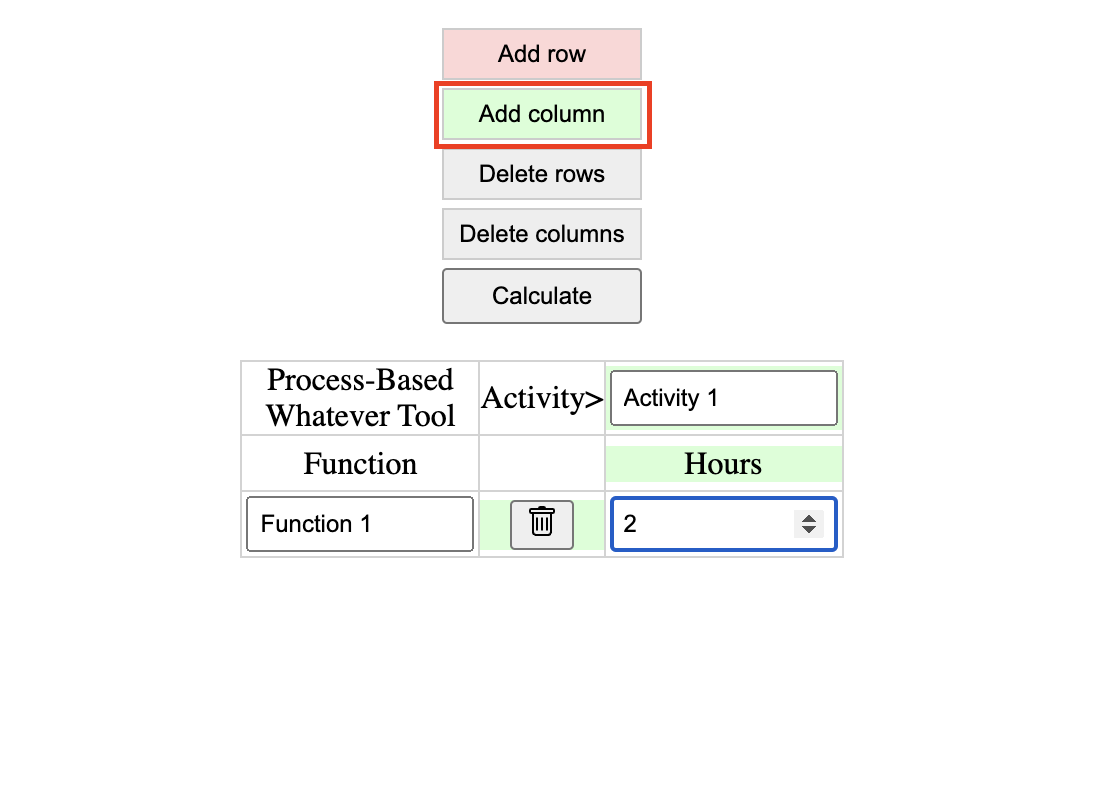 Add row
Add column
Delete rows
Delete columns
Calculate
Process-Based
Whatever Tool
Activity>
Activity 1
Function
Hours
Function 1
2